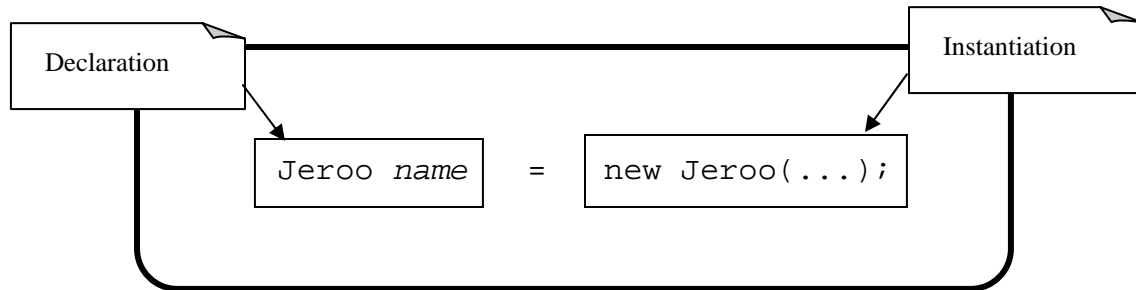 Declaration
Instantiation
Jeroo name = new Jeroo(...);